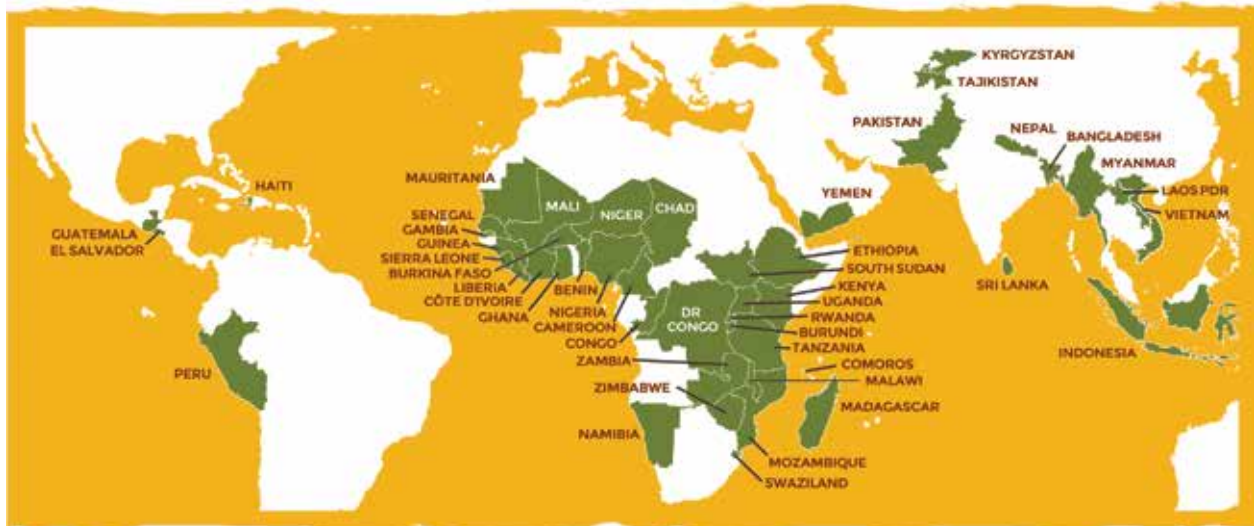 KYRGYZSTAN
TAJIKISTAN
PAKISTAN
NEPAL
BANGLADESH
MYANMAR
LAOS PDR
VIETNAM
HAITI
GUATEMALA
EL SALVADOR
PERU
MAURITANIA
MALI
NIGER
CHAD
YEMEN
SENEGAL
GAMBIA
GUINEA
SIERRA LEONE
BURKINA FASO
LIBERIA
CÔTE D'IVOIRE
GHANA
BENIN
NIGERIA
CAMEROON
CONGO
DR
CONGO
ETHIOPIA
SOUTH SUDAN
KENYA
UGANDA
RWANDA
BURUNDI
TANZANIA
SRI LANKA
INDONESIA
ZAMBIA
COMOROS
MALAWI
ZIMBABWE
MADAGASCAR
NAMIBIA
MOZAMBIQUE
SWAZILAND